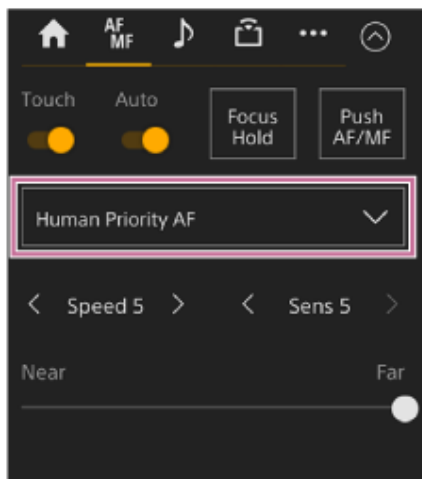 AF
MF
Touch
Auto
Focus
Hold
Push
AF/MF
Human Priority AF
Speed 5
Sens 5
Near
Far